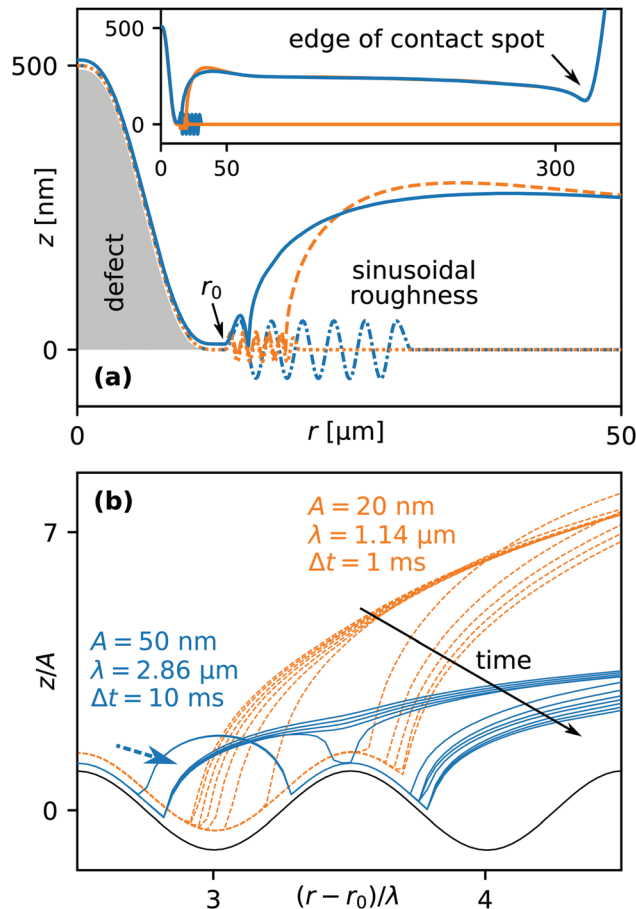 500
edge of contact spot
0
0
50
300
500
z [nm]
defect
r0
sinusoidal
roughness
0
(a)
0
r [µm]
50
(b)
A = 20 nm
λ = 1.14 µm
Δt = 1 ms
7
A = 50 nm
λ = 2.86 µm
Δt = 10 ms
time
z/A
0
3
(r − r0)/λ
4